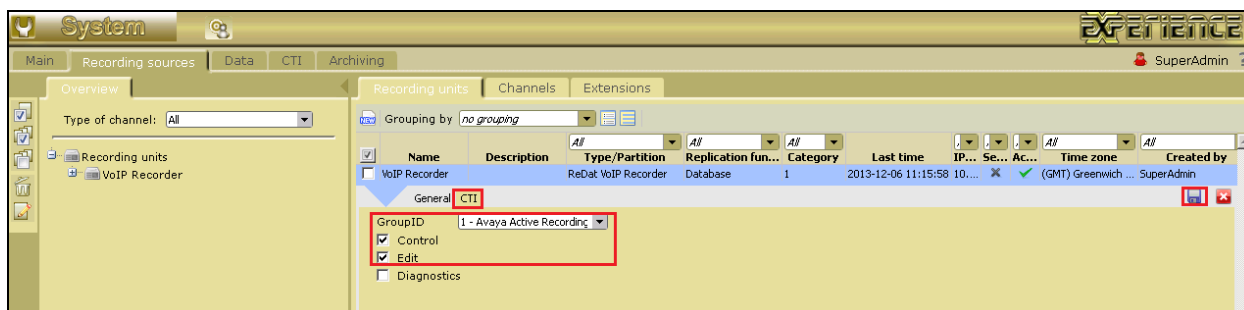 System
EXPERIENCE
Main Recording sources Data CTI Archiving SuperAdmin ?
Overview Recording units Channels Extensions
Type of channel: All
NEW Grouping by no grouping
All All All , , , All All
Name Description Type/Partition Replication fun... Category Last time IP... Se... Ac... Time zone Created by
Recording units
VoIP Recorder
VoIP Recorder ReDat VoIP Recorder Database 1 2013-12-06 11:15:58 10.... (GMT) Greenwich ... SuperAdmin
General CTI
GroupID 1 - Avaya Active Recording
Control
Edit
Diagnostics